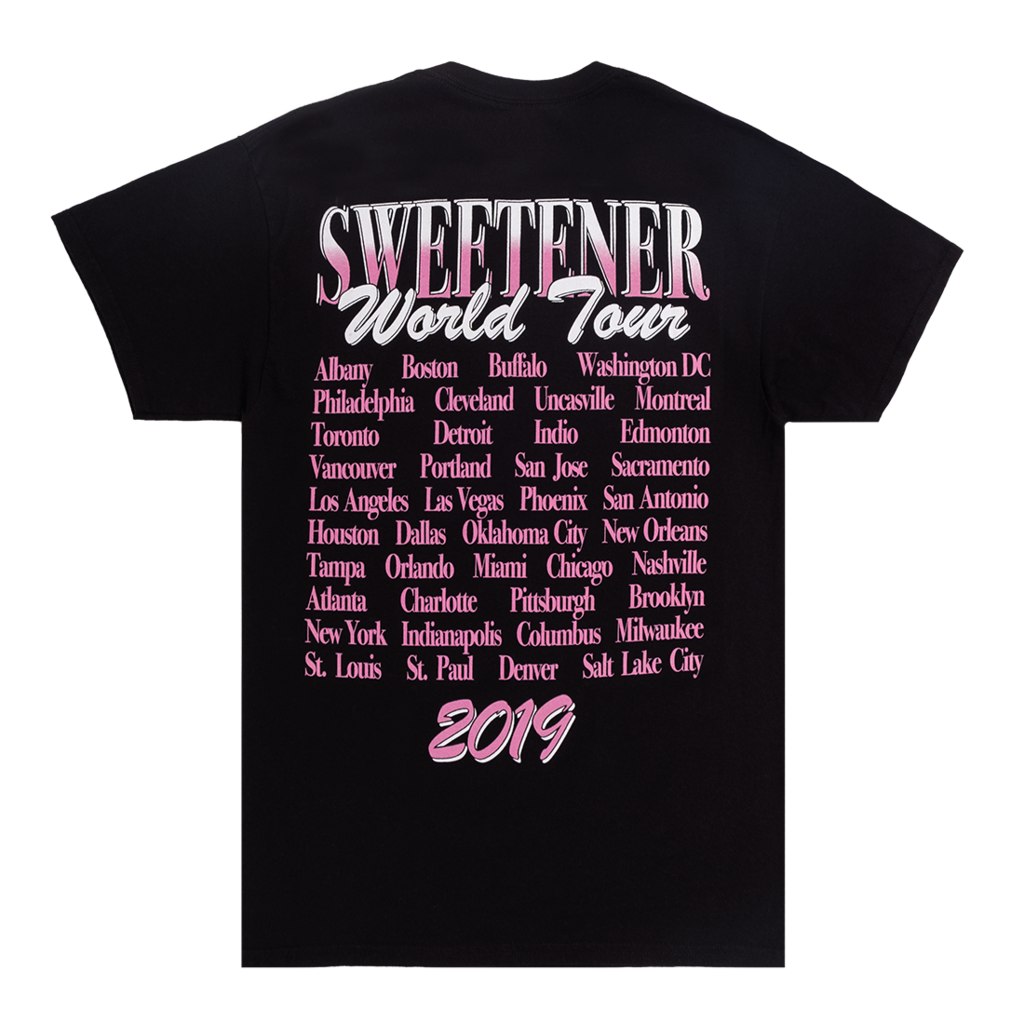 SWEETENER
World Tour
Albany Boston Buffalo Washington DC
Philadelphia Cleveland Uncasville Montreal
Toronto Detroit Indio Edmonton
Vancouver Portland San Jose Sacramento
Los Angeles Las Vegas Phoenix San Antonio
Houston Dallas Oklahoma City New Orleans
Tampa Orlando Miami Chicago Nashville
Atlanta Charlotte Pittsburgh Brooklyn
New York Indianapolis Columbus Milwaukee
St. Louis St. Paul Denver Salt Lake City
2019